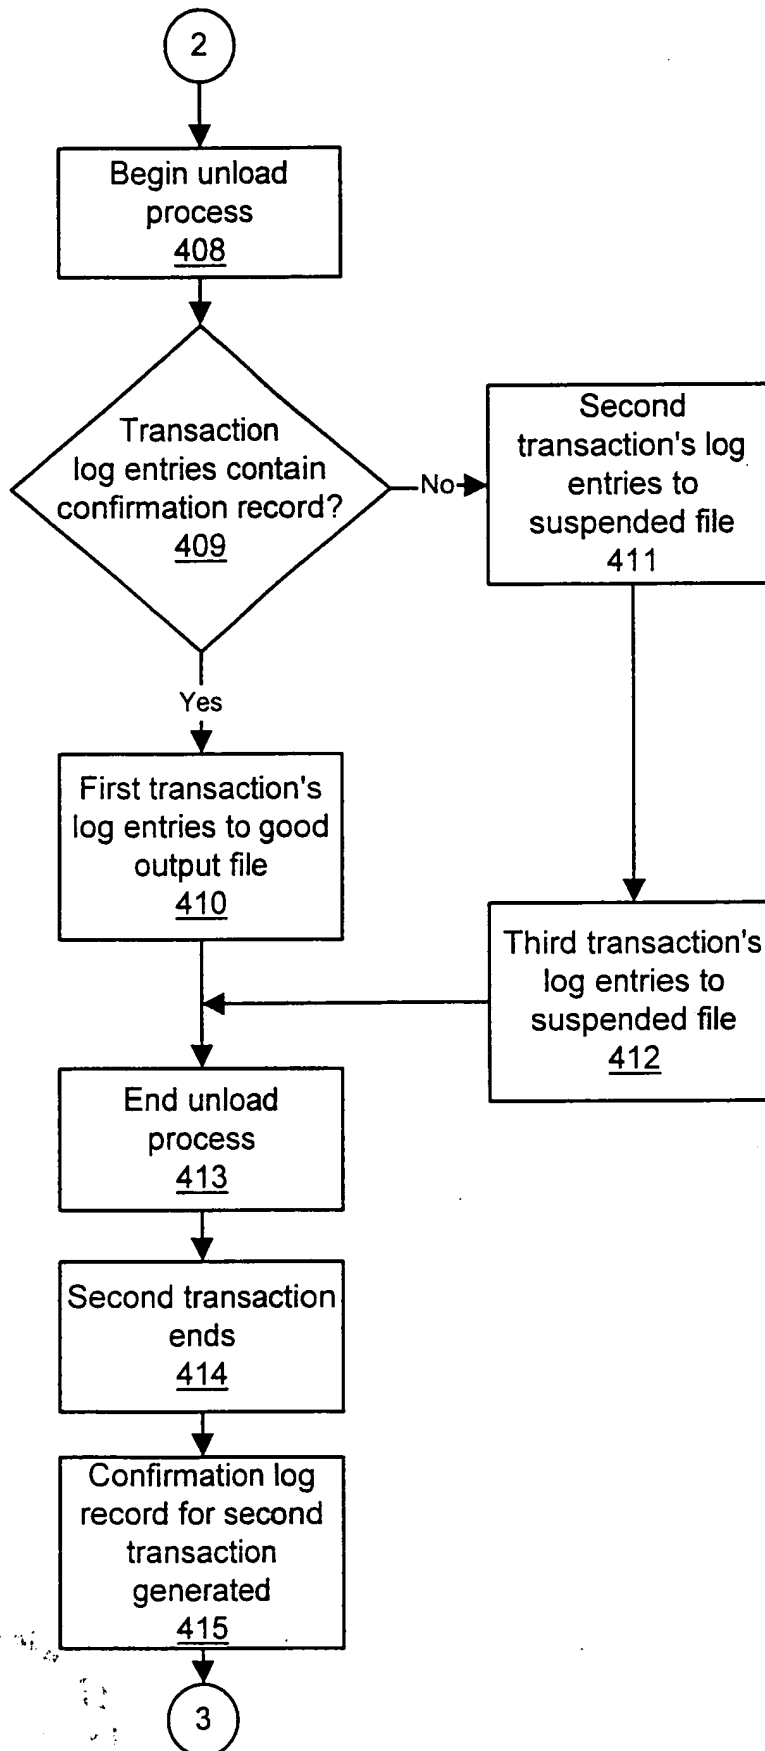 2
Begin unload
process
408
Transaction
log entries contain
confirmation record?
409
No
Second
transaction's log
entries to
suspended file
411
Yes
First transaction's
log entries to good
output file
410
Third transaction's
log entries to
suspended file
412
End unload
process
413
Second transaction
ends
414
Confirmation log
record for second
transaction
generated
415
3